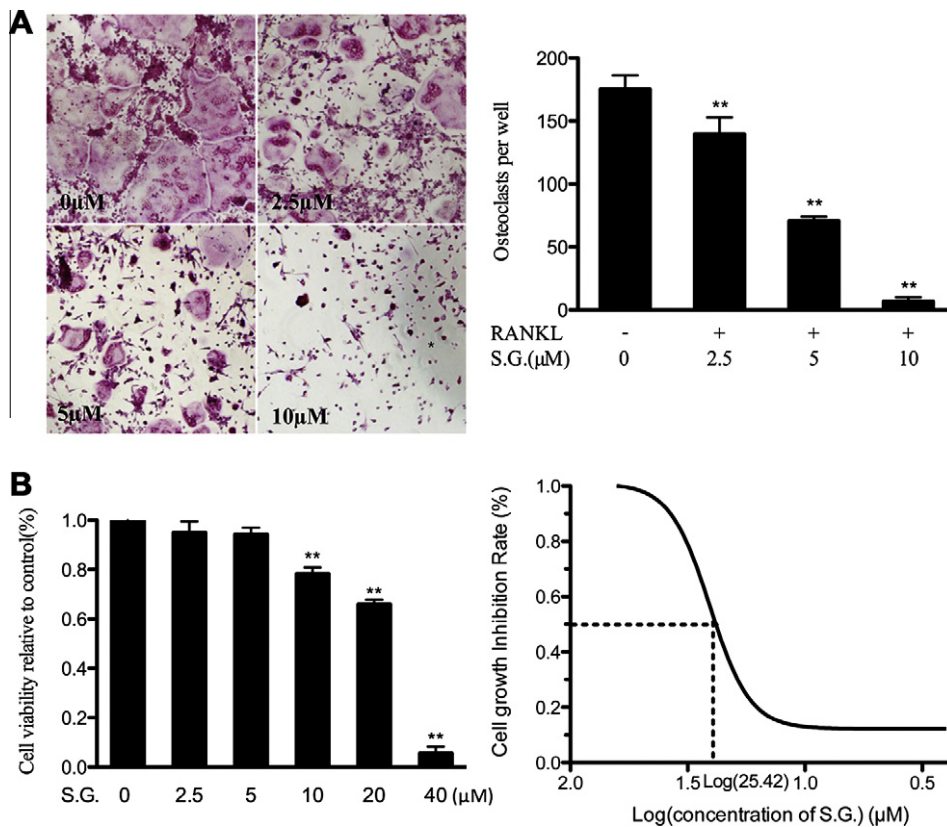 A
0µM
2.5µM
5µM
10µM
*
Osteoclasts per well
200
150
100
50
0
**
**
**
RANKL - + + +
S.G.(µM) 0 2.5 5 10
B
Cell viability relative to control(%)
1.0
0.8
0.6
0.4
0.2
0.0
**
**
**
S.G. 0 2.5 5 10 20 40 (µM)
Cell growth Inhibition Rate (%)
1.0
0.8
0.6
0.4
0.2
0.0
2.0 1.5 Log(25.42) 1.0 0.5
Log(concentration of S.G.) (µM)